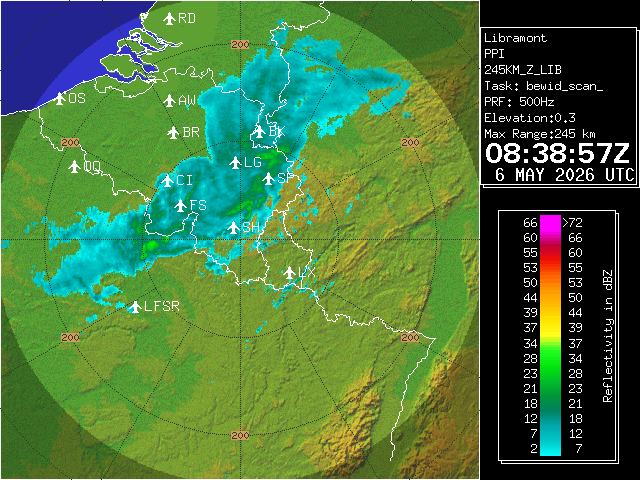 Libramont
PPI
245KM_Z_LIB
Task: bewid_scan_
PRF: 500Hz
Elevation:0.3
Max Range:245 km
08:38:57Z
6 MAY 2026 UTC
RD
200
OS
AW
BR
BK
200
200
OO
LG
CI
SP
FS
SH
LX
LFSR
200
200
200
66 >72
60 66
55 60
53 55
50 53
44 50
39 44
37 39
34 37
28 34
23 28
21 23
18 21
12 18
7 12
2 7
Reflectivity in dBZ